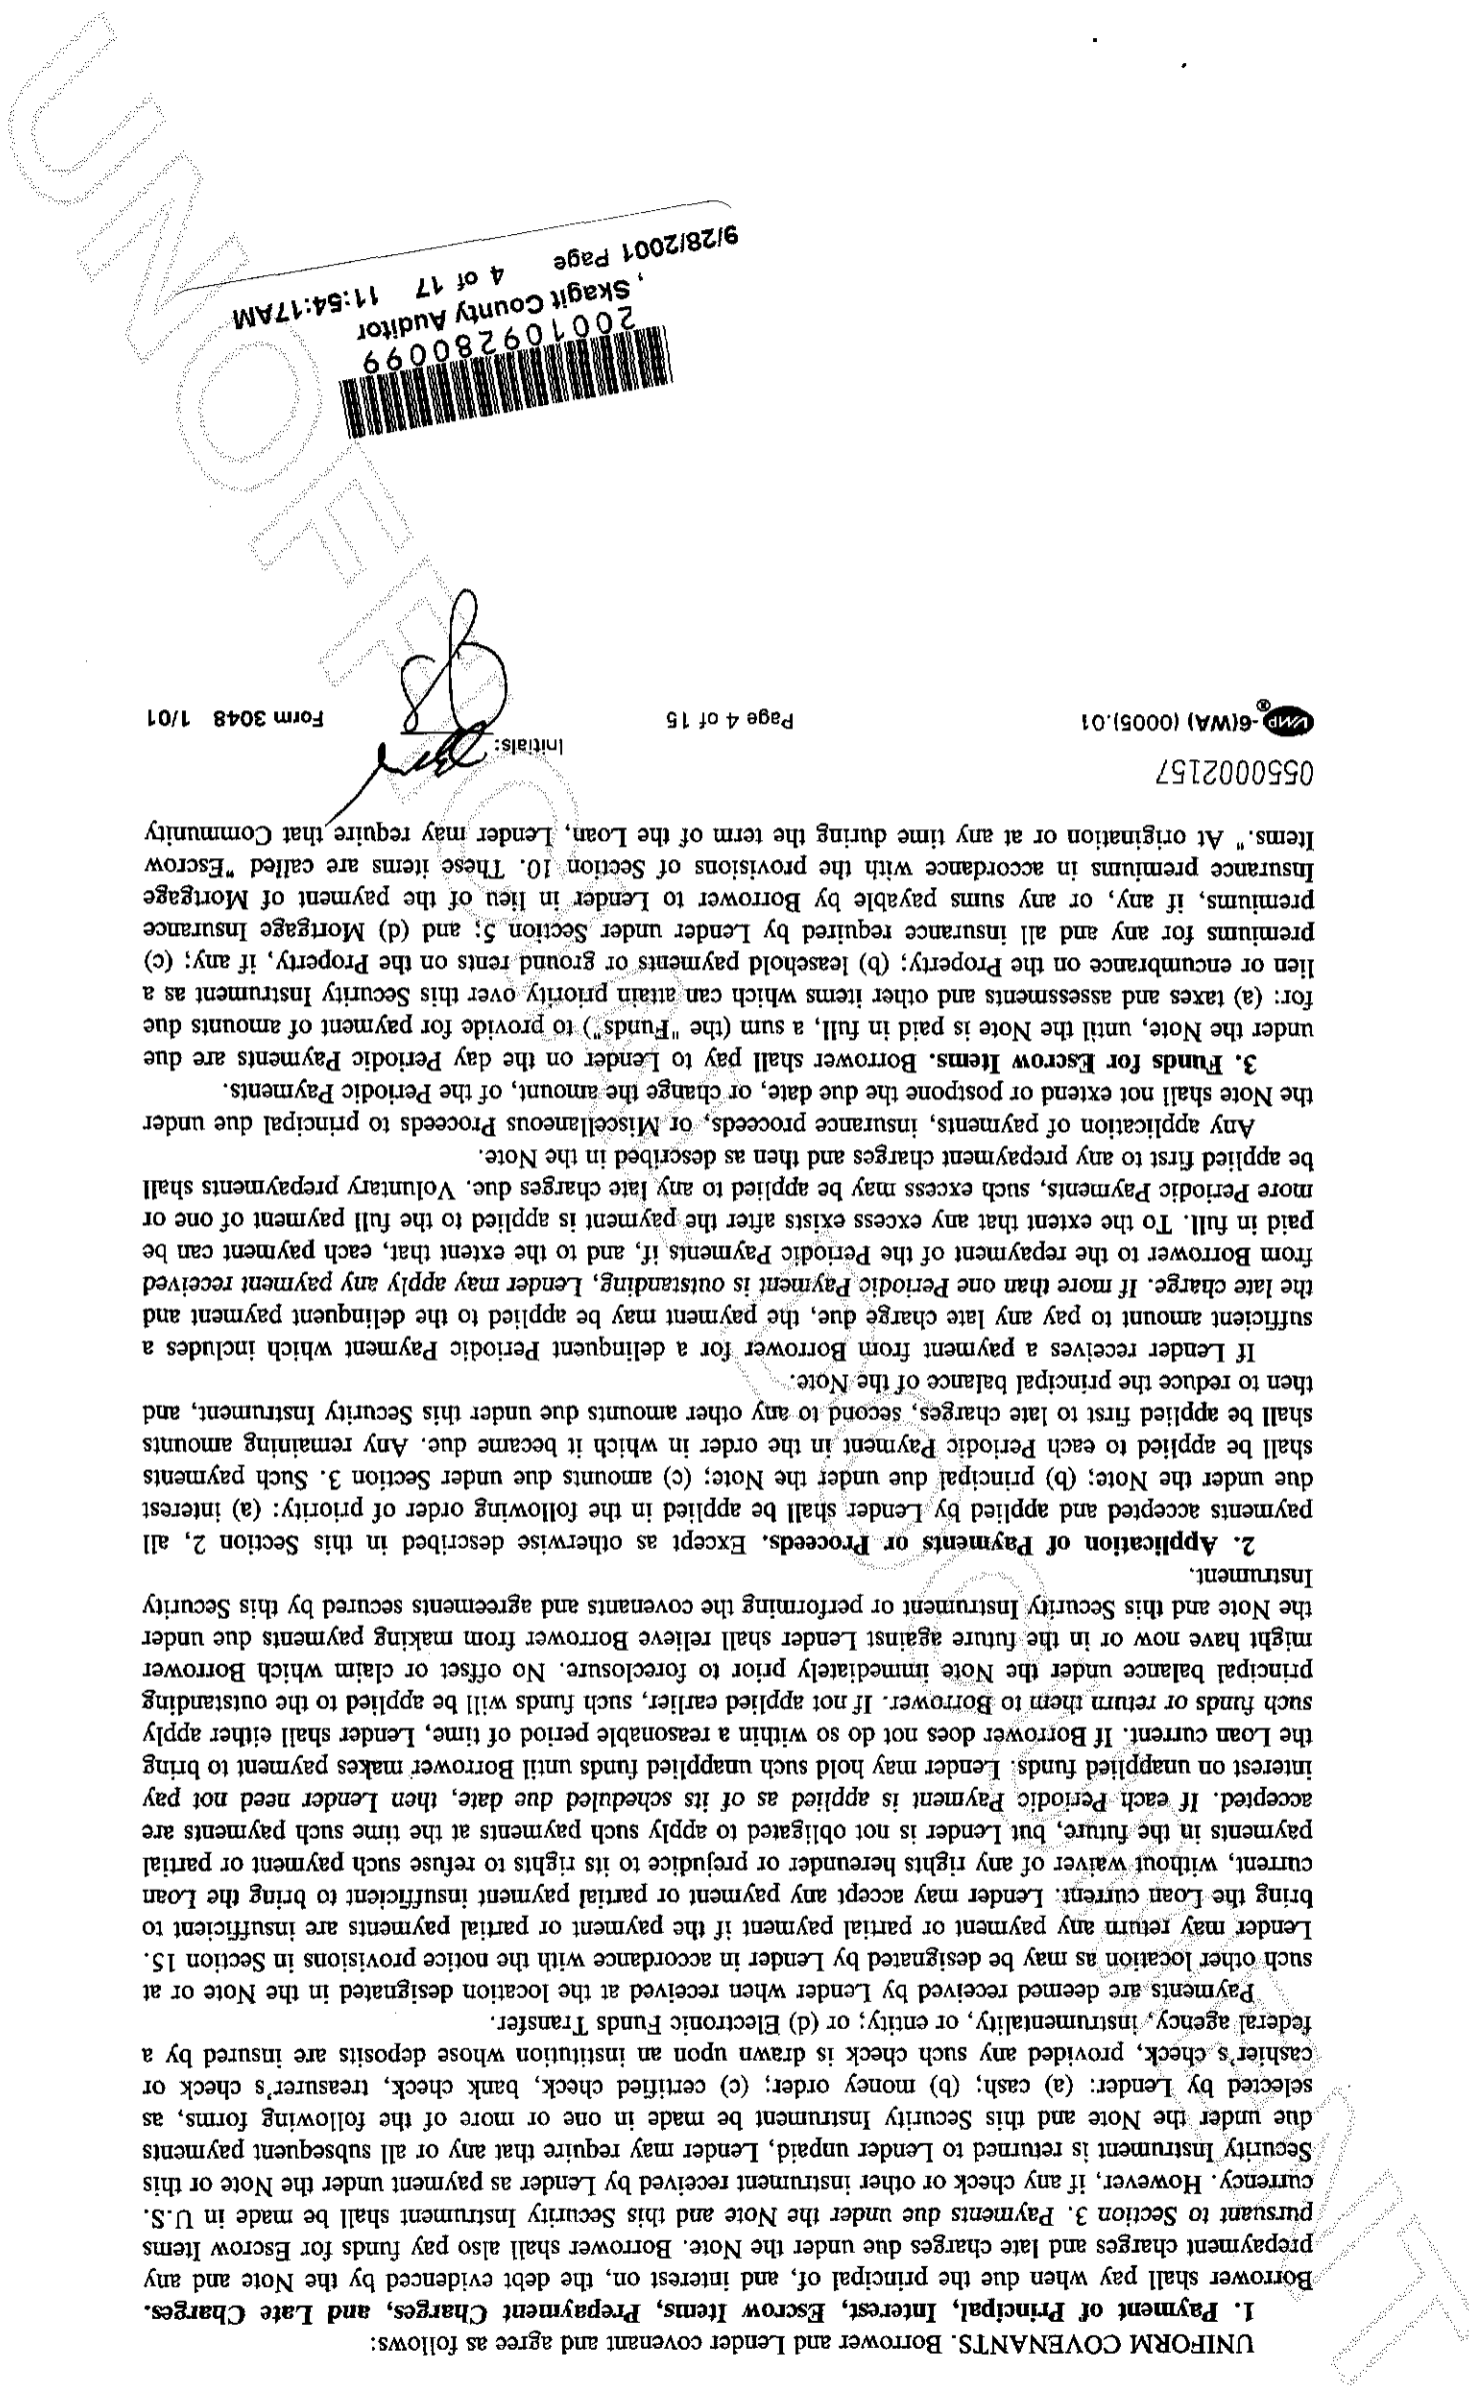 UNIFORM COVENANTS. Borrower and Lender covenant and agree as follows:
1. Payment of Principal, Interest, Escrow Items, Prepayment Charges, and Late Charges.
Borrower shall pay when due the principal of, and interest on, the debt evidenced by the Note and any
prepayment charges and late charges due under the Note. Borrower shall also pay funds for Escrow Items
pursuant to Section 3. Payments due under the Note and this Security Instrument shall be made in U.S.
currency. However, if any check or other instrument received by Lender as payment under the Note or this
Security Instrument is returned to Lender unpaid, Lender may require that any or all subsequent payments
due under the Note and this Security Instrument be made in one or more of the following forms, as
selected by Lender: (a) cash; (b) money order; (c) certified check, bank check, treasurer's check or
cashier's check, provided any such check is drawn upon an institution whose deposits are insured by a
federal agency, instrumentality, or entity; or (d) Electronic Funds Transfer.
Payments are deemed received by Lender when received at the location designated in the Note or at
such other location as may be designated by Lender in accordance with the notice provisions in Section 15.
Lender may return any payment or partial payment if the payment or partial payments are insufficient to
bring the Loan current. Lender may accept any payment or partial payment insufficient to bring the Loan
current, without waiver of any rights hereunder or prejudice to its rights to refuse such payment or partial
payments in the future, but Lender is not obligated to apply such payments at the time such payments are
accepted. If each Periodic Payment is applied as of its scheduled due date, then Lender need not pay
interest on unapplied funds. Lender may hold such unapplied funds until Borrower makes payment to bring
the Loan current. If Borrower does not do so within a reasonable period of time, Lender shall either apply
such funds or return them to Borrower. If not applied earlier, such funds will be applied to the outstanding
principal balance under the Note immediately prior to foreclosure. No offset or claim which Borrower
might have now or in the future against Lender shall relieve Borrower from making payments due under
the Note and this Security Instrument or performing the covenants and agreements secured by this Security
Instrument.
2. Application of Payments or Proceeds. Except as otherwise described in this Section 2, all
payments accepted and applied by Lender shall be applied in the following order of priority: (a) interest
due under the Note; (b) principal due under the Note; (c) amounts due under Section 3. Such payments
shall be applied to each Periodic Payment in the order in which it became due. Any remaining amounts
shall be applied first to late charges, second to any other amounts due under this Security Instrument, and
then to reduce the principal balance of the Note.
If Lender receives a payment from Borrower for a delinquent Periodic Payment which includes a
sufficient amount to pay any late charge due, the payment may be applied to the delinquent payment and
the late charge. If more than one Periodic Payment is outstanding, Lender may apply any payment received
from Borrower to the repayment of the Periodic Payments if, and to the extent that, each payment can be
paid in full. To the extent that any excess exists after the payment is applied to the full payment of one or
more Periodic Payments, such excess may be applied to any late charges due. Voluntary prepayments shall
be applied first to any prepayment charges and then as described in the Note.
Any application of payments, insurance proceeds, or Miscellaneous Proceeds to principal due under
the Note shall not extend or postpone the due date, or change the amount, of the Periodic Payments.
3. Funds for Escrow Items. Borrower shall pay to Lender on the day Periodic Payments are due
under the Note, until the Note is paid in full, a sum (the "Funds") to provide for payment of amounts due
for: (a) taxes and assessments and other items which can attain priority over this Security Instrument as a
lien or encumbrance on the Property; (b) leasehold payments or ground rents on the Property, if any; (c)
premiums for any and all insurance required by Lender under Section 5; and (d) Mortgage Insurance
premiums, if any, or any sums payable by Borrower to Lender in lieu of the payment of Mortgage
Insurance premiums in accordance with the provisions of Section 10. These items are called "Escrow
Items." At origination or at any time during the term of the Loan, Lender may require that Community
0550002157
VMP®-6(WA) (0005).01
Page 4 of 15
Initials:
Form 3048 1/01
200109280099
, Skagit County Auditor
9/28/2001 Page 4 of 17 11:54:17AM
UNOFFICIAL DOCUMENT